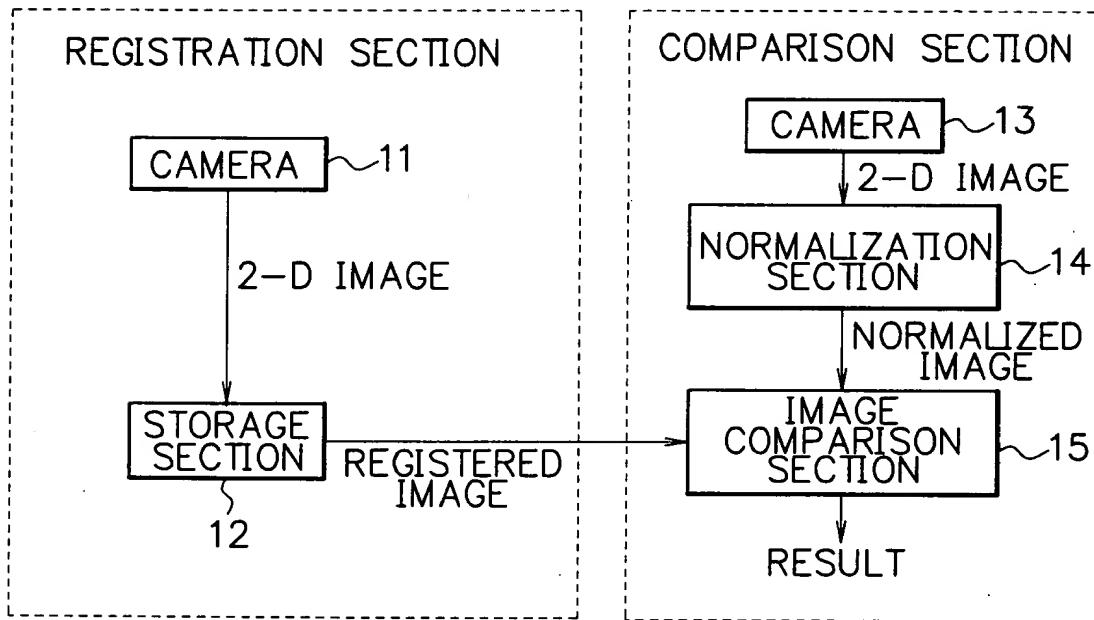 REGISTRATION SECTION
CAMERA
11
2-D IMAGE
STORAGE
SECTION
12
REGISTERED
IMAGE
COMPARISON SECTION
CAMERA
13
2-D IMAGE
NORMALIZATION
SECTION
14
NORMALIZED
IMAGE
IMAGE
COMPARISON
SECTION
15
RESULT